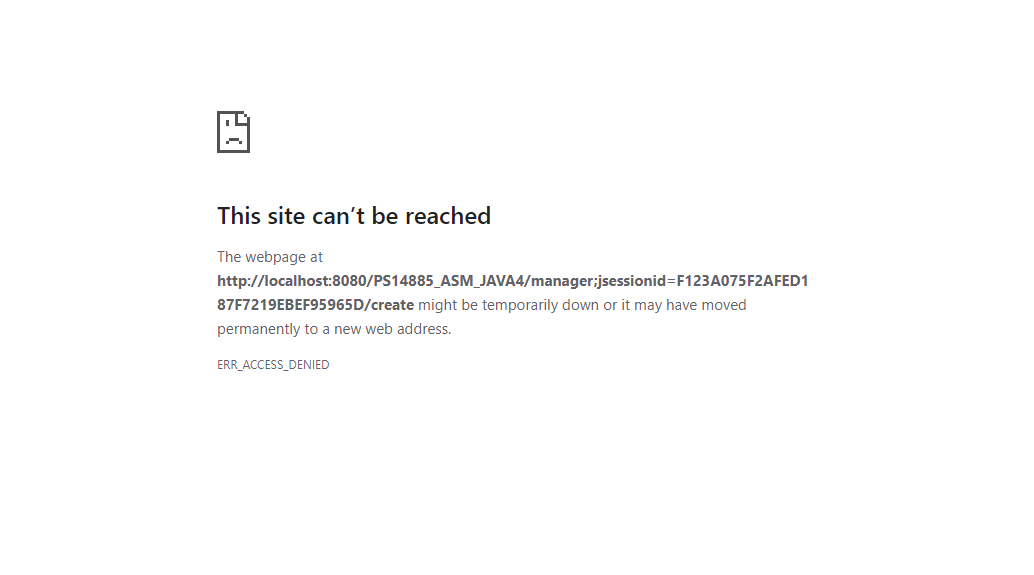 This site can’t be reached
The webpage at
http://localhost:8080/PS14885_ASM_JAVA4/manager;jsessionid=F123A075F2AFED1
87F7219EBEF95965D/create might be temporarily down or it may have moved
permanently to a new web address.
ERR_ACCESS_DENIED